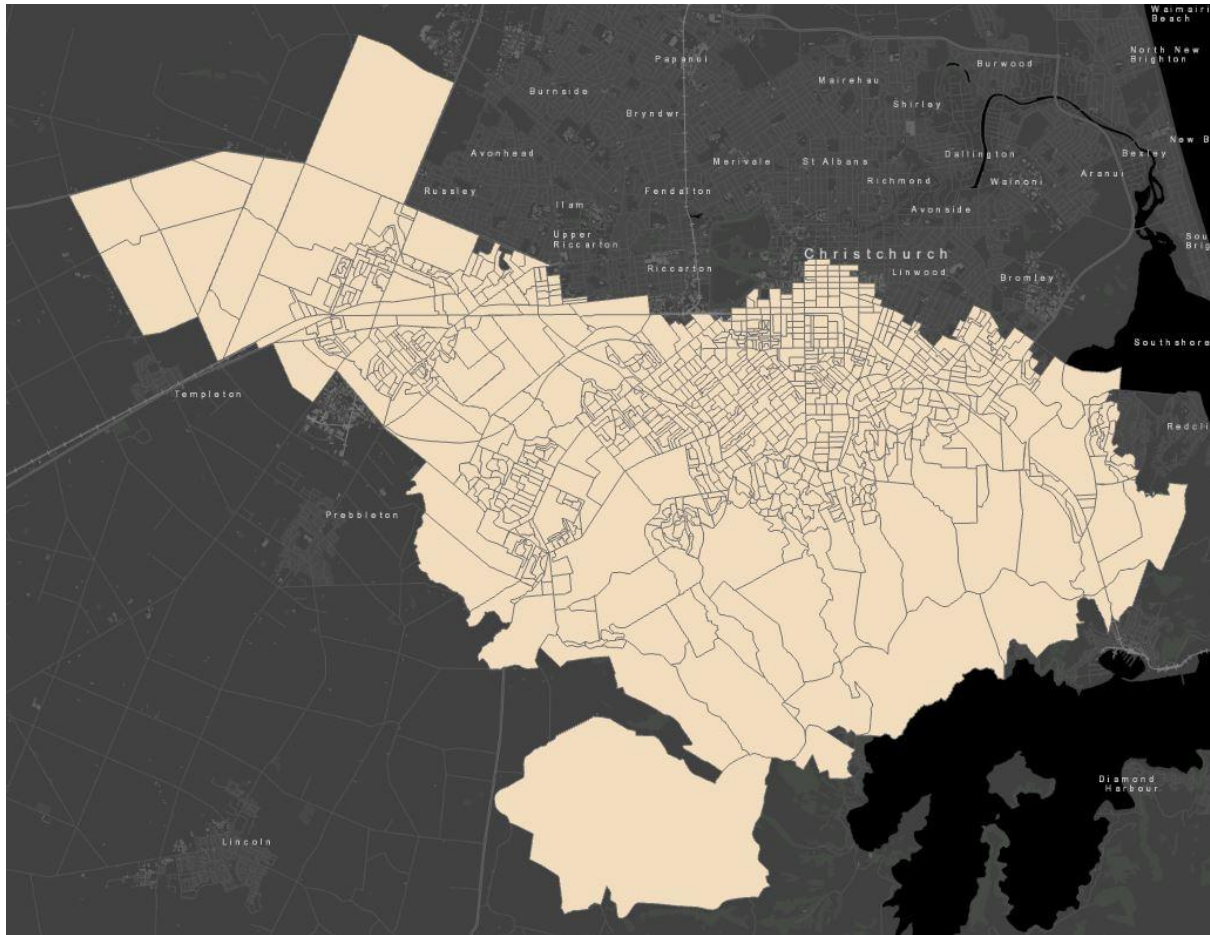 Waimairi
Beach
North New
Brighton
Papanui
Burwood
Mairehau
Burnside
Shirley
Bryndwr
New B
Avonhead
Merivale
St Albans
Dallington
Bexley
Aranui
Russley
Fendalton
Richmond
Wainoni
Ilam
Avonside
Upper
Riccarton
Sou
Brig
Christchurch
Riccarton
Linwood
Bromley
Southshore
Templeton
Redcli
Prebbleton
Diamond
Harbour
Lincoln